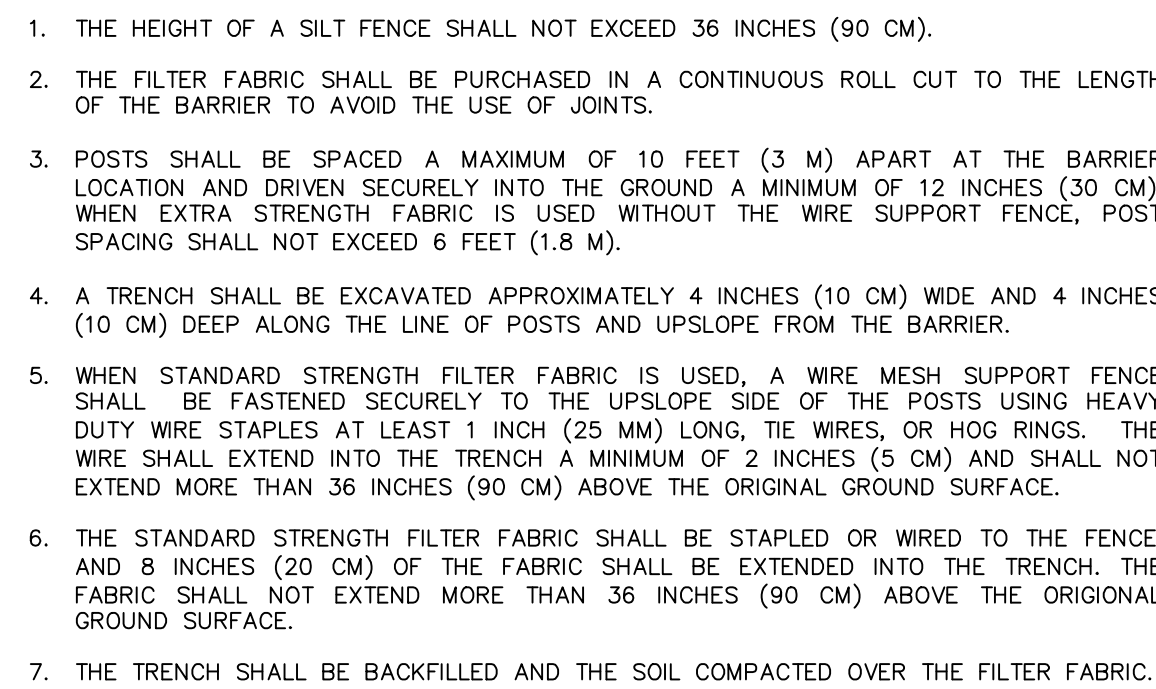 1. THE HEIGHT OF A SILT FENCE SHALL NOT EXCEED 36 INCHES (90 CM).
2. THE FILTER FABRIC SHALL BE PURCHASED IN A CONTINUOUS ROLL CUT TO THE LENGTH
OF THE BARRIER TO AVOID THE USE OF JOINTS.
3. POSTS SHALL BE SPACED A MAXIMUM OF 10 FEET (3 M) APART AT THE BARRIER
LOCATION AND DRIVEN SECURELY INTO THE GROUND A MINIMUM OF 12 INCHES (30 CM)
WHEN EXTRA STRENGTH FABRIC IS USED WITHOUT THE WIRE SUPPORT FENCE, POST
SPACING SHALL NOT EXCEED 6 FEET (1.8 M).
4. A TRENCH SHALL BE EXCAVATED APPROXIMATELY 4 INCHES (10 CM) WIDE AND 4 INCHES
(10 CM) DEEP ALONG THE LINE OF POSTS AND UPSLOPE FROM THE BARRIER.
5. WHEN STANDARD STRENGTH FILTER FABRIC IS USED, A WIRE MESH SUPPORT FENCE
SHALL BE FASTENED SECURELY TO THE UPSLOPE SIDE OF THE POSTS USING HEAVY
DUTY WIRE STAPLES AT LEAST 1 INCH (25 MM) LONG, TIE WIRES, OR HOG RINGS. THE
WIRE SHALL EXTEND INTO THE TRENCH A MINIMUM OF 2 INCHES (5 CM) AND SHALL NOT
EXTEND MORE THAN 36 INCHES (90 CM) ABOVE THE ORIGINAL GROUND SURFACE.
6. THE STANDARD STRENGTH FILTER FABRIC SHALL BE STAPLED OR WIRED TO THE FENCE
AND 8 INCHES (20 CM) OF THE FABRIC SHALL BE EXTENDED INTO THE TRENCH. THE
FABRIC SHALL NOT EXTEND MORE THAN 36 INCHES (90 CM) ABOVE THE ORIGIONAL
GROUND SURFACE.
7. THE TRENCH SHALL BE BACKFILLED AND THE SOIL COMPACTED OVER THE FILTER FABRIC.